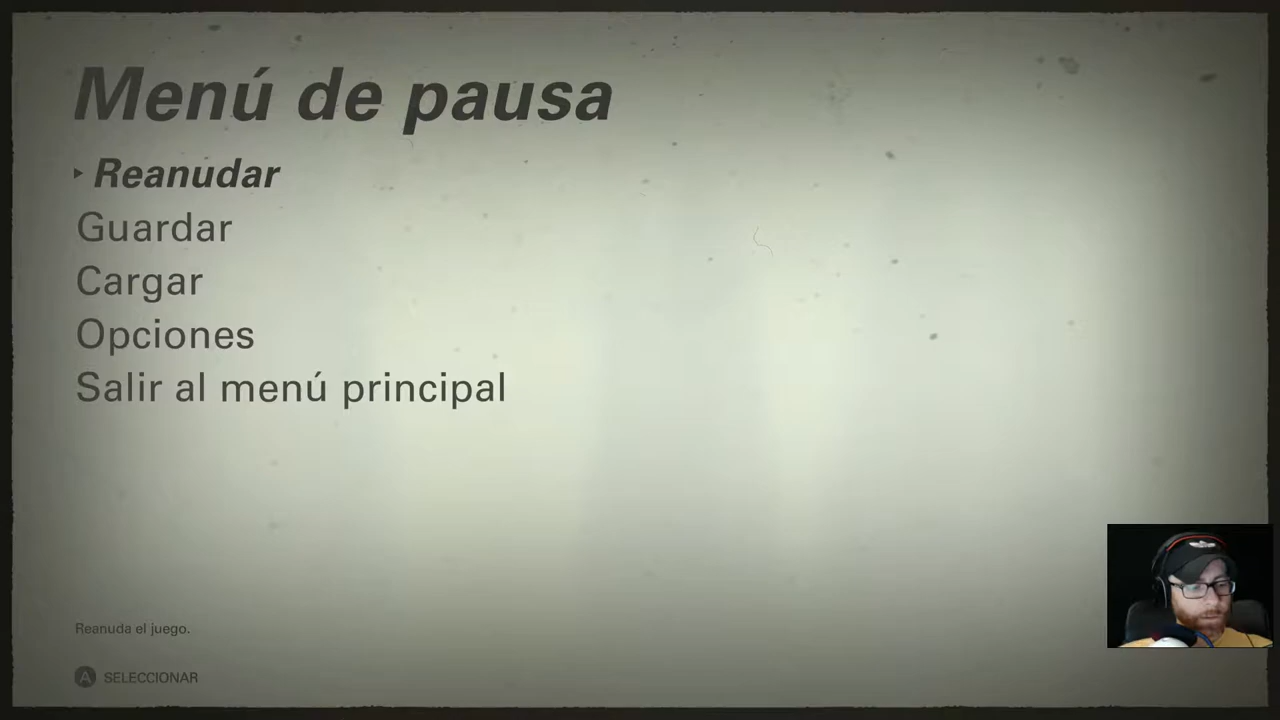 Menú de pausa
Reanudar
Guardar
Cargar
Opciones
Salir al menú principal
Reanuda el juego.
A SELECCIONAR